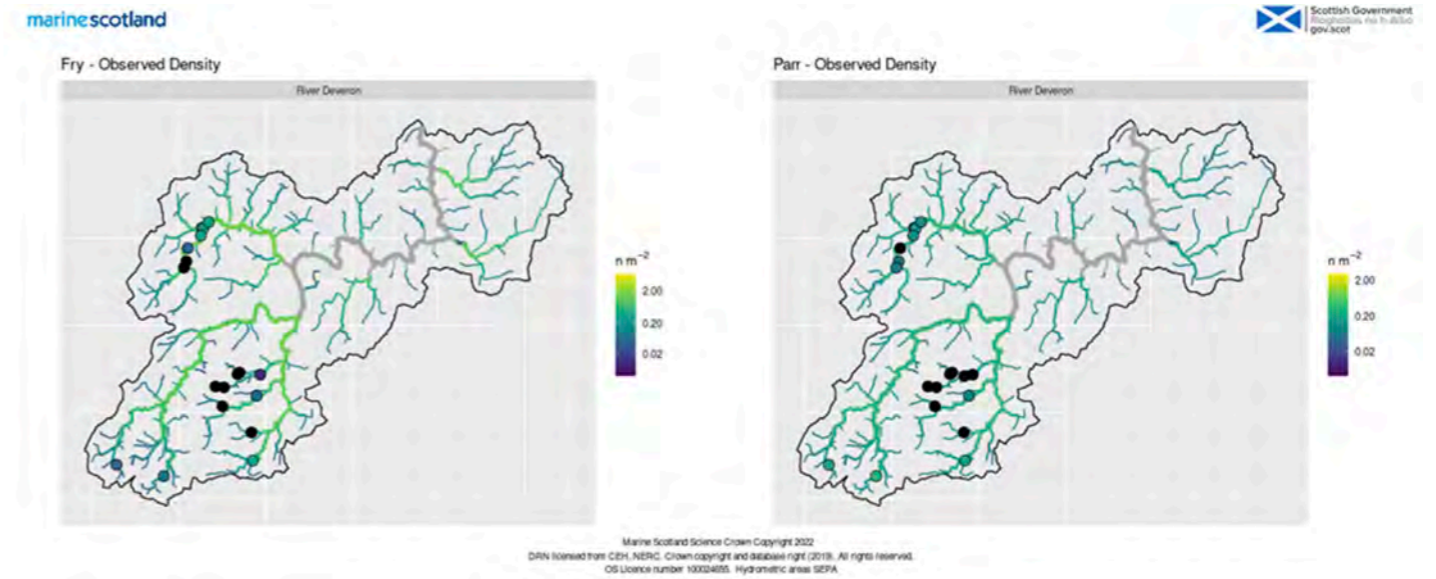 marinescotland
Scottish Government
gov.scot
Fry - Observed Density
Parr - Observed Density
River Deveron
River Deveron
n m⁻²
2.00
0.20
0.02
n m⁻²
2.00
0.20
0.02
Marine Scotland Science Crown Copyright 2022
DRN licensed from CEH, NERC. Crown copyright and database right (2019). All rights reserved.
OS Licence number 100024655. Hydrometric areas SEPA